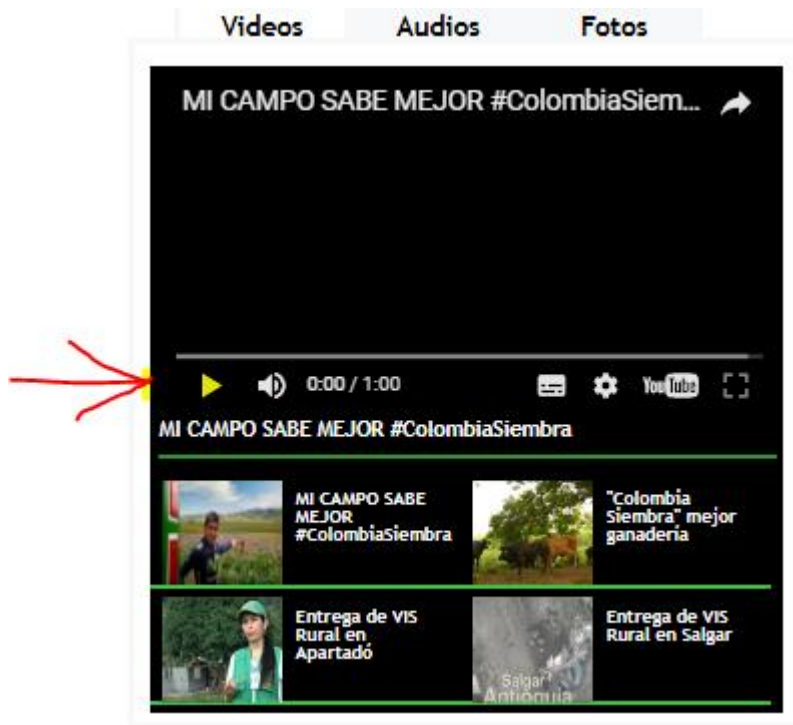 Videos Audios Fotos
MI CAMPO SABE MEJOR #ColombiaSiem...
0:00 / 1:00 YouTube
MI CAMPO SABE MEJOR #ColombiaSiembra
MI CAMPO SABE
MEJOR
#ColombiaSiembra
"Colombia
Siembra" mejor
ganadería
Entrega de VIS
Rural en
Apartadó
Entrega de VIS
Rural en Salgar
Salgar
Antioquia